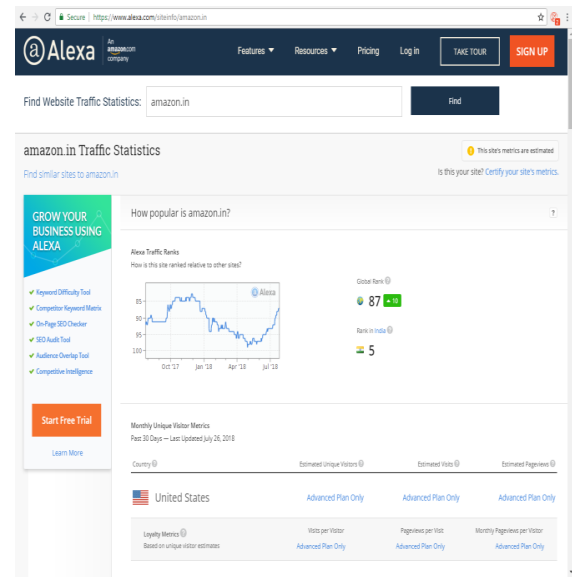 Secure | https://www.alexa.com/siteinfo/amazon.in
a Alexa An amazon.com company Features Resources Pricing Log in TAKE TOUR SIGN UP
Find Website Traffic Statistics: amazon.in Find
amazon.in Traffic Statistics
This site's metrics are estimated
Find similar sites to amazon.in
Is this your site? Certify your site's metrics.
GROW YOUR
BUSINESS USING
ALEXA
Keyword Difficulty Tool
Competitor Keyword Matrix
On-Page SEO Checker
SEO Audit Tool
Audience Overlap Tool
Competitive Intelligence
Start Free Trial
Learn More
How popular is amazon.in? ?
Alexa Traffic Ranks
How is this site ranked relative to other sites?
a Alexa
85
90
95
100
Oct '17 Jan '18 Apr '18 Jul '18
Global Rank ?
87 10
Rank in India ?
5
Monthly Unique Visitor Metrics
Past 30 Days — Last Updated July 26, 2018
Country ? Estimated Unique Visitors ? Estimated Visits ? Estimated Pageviews ?
United States Advanced Plan Only Advanced Plan Only Advanced Plan Only
Loyalty Metrics ? Visits per Visitor Pageviews per Visit Monthly Pageviews per Visitor
Based on unique visitor estimates Advanced Plan Only Advanced Plan Only Advanced Plan Only